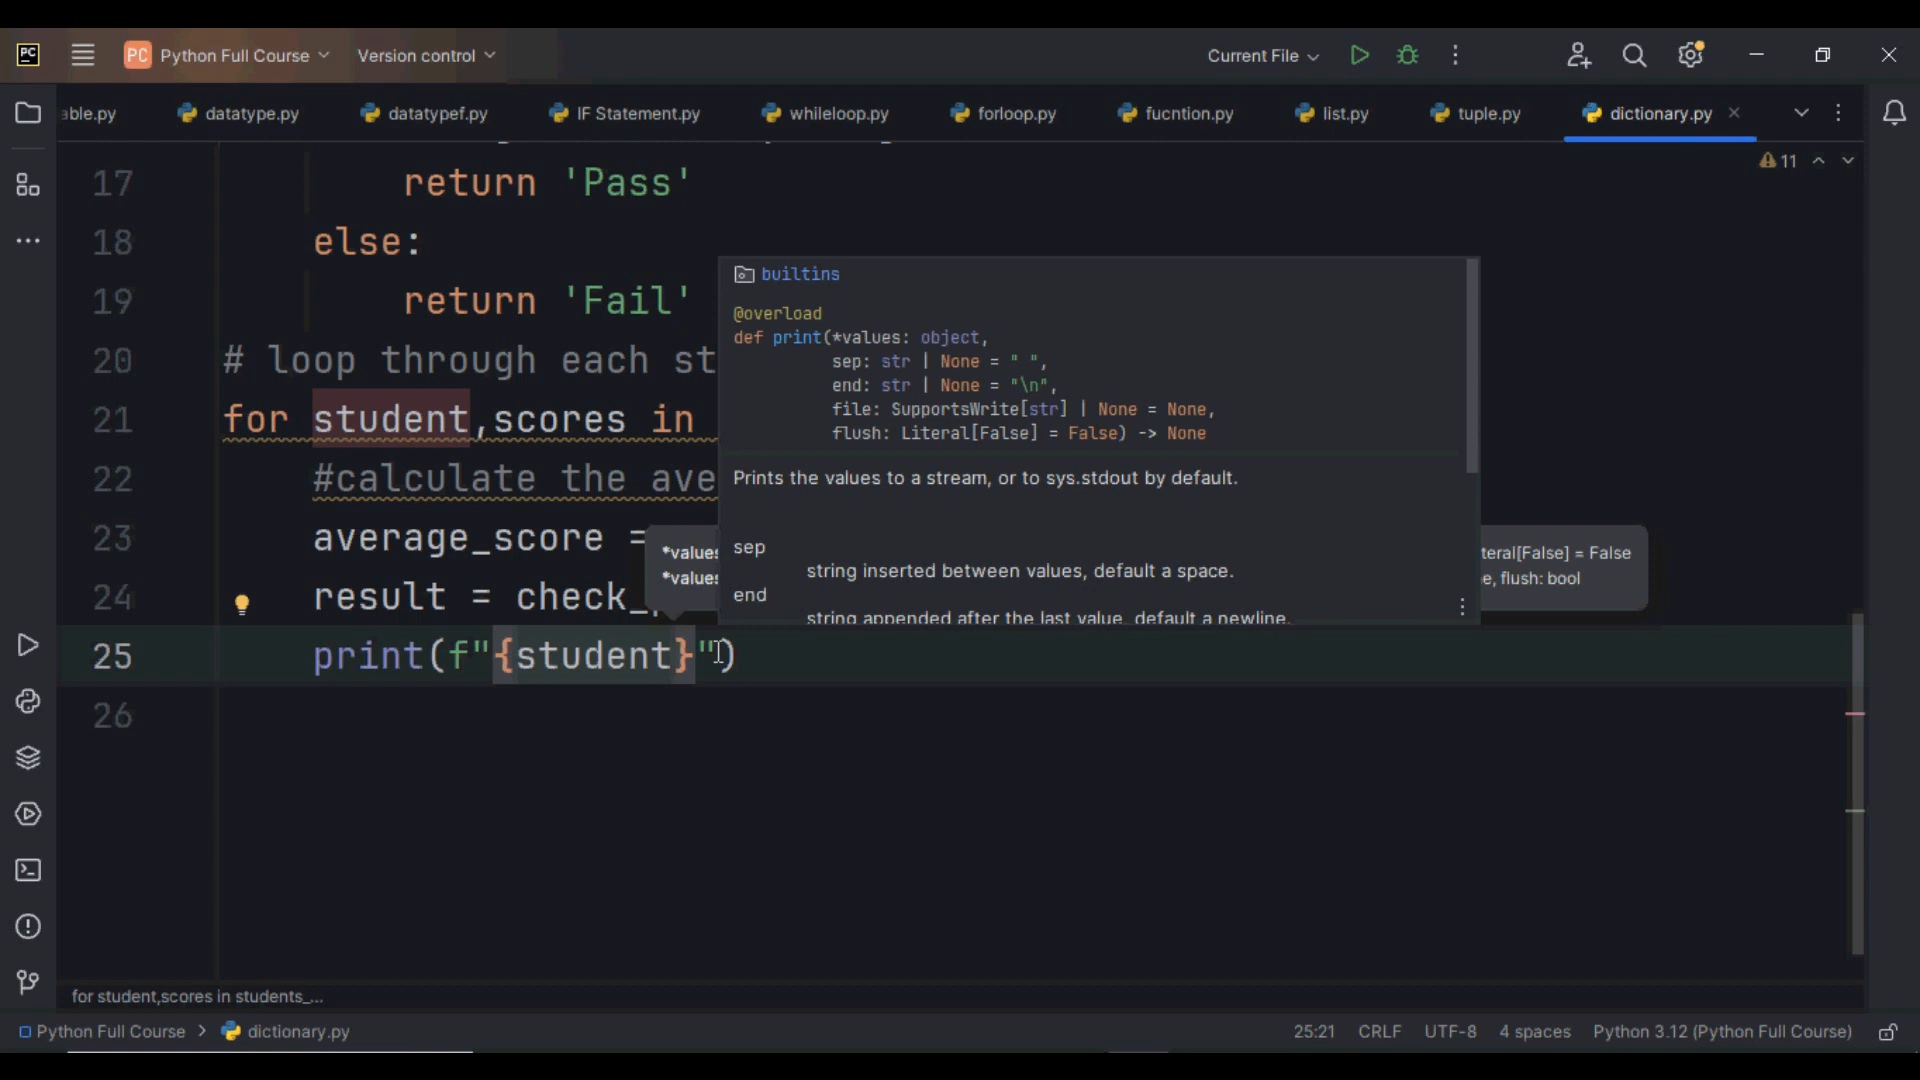 PC
PC Python Full Course Version control Current File
able.py datatype.py datatypef.py IF Statement.py whileloop.py forloop.py fucntion.py list.py tuple.py dictionary.py
11
17 return 'Pass'
18 else:
19 return 'Fail'
20 # loop through each st
21 for student,scores in
22 #calculate the ave
23 average_score =
24 result = check_
25 print(f"{student}")
26
builtins
@overload
def print(*values: object,
sep: str | None = " ",
end: str | None = "\n",
file: SupportsWrite[str] | None = None,
flush: Literal[False] = False) -> None
Prints the values to a stream, or to sys.stdout by default.
sep
string inserted between values, default a space.
end
string appended after the last value, default a newline.
*values teral[False] = False
*values e, flush: bool
for student,scores in students_...
Python Full Course > dictionary.py 25:21 CRLF UTF-8 4 spaces Python 3.12 (Python Full Course)